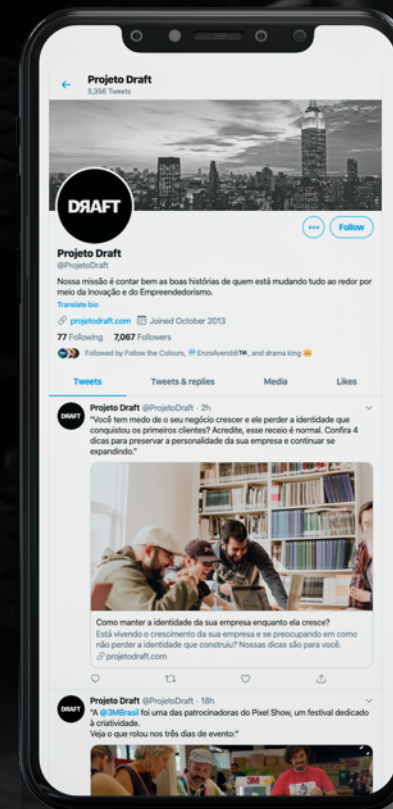 Projeto Draft
5,356 Tweets
DRAFT
Follow
Projeto Draft
@ProjetoDraft
Nossa missão é contar bem as boas histórias de quem está mudando tudo ao redor por
meio da Inovação e do Empreendedorismo.
Translate bio
projetodraft.com Joined October 2013
77 Following 7,067 Followers
Followed by Follow the Colours, EnzoAveroldi™, and drama king
Tweets Tweets & replies Media Likes
DRAFT
Projeto Draft @ProjetoDraft · 2h
"Você tem medo de o seu negócio crescer e ele perder a identidade que
conquistou os primeiros clientes? Acredite, esse receio é normal. Confira 4
dicas para preservar a personalidade da sua empresa e continuar se
expandindo."
Como manter a identidade da sua empresa enquanto ela cresce?
Está vivendo o crescimento da sua empresa e se preocupando em como
não perder a identidade que construiu? Nossas dicas são para você.
projetodraft.com
DRAFT
Projeto Draft @ProjetoDraft · 18h
"A @3MBrasil foi uma das patrocinadoras do Pixel Show, um festival dedicado
à criatividade.
Veja o que rolou nos três dias de evento:"
3M